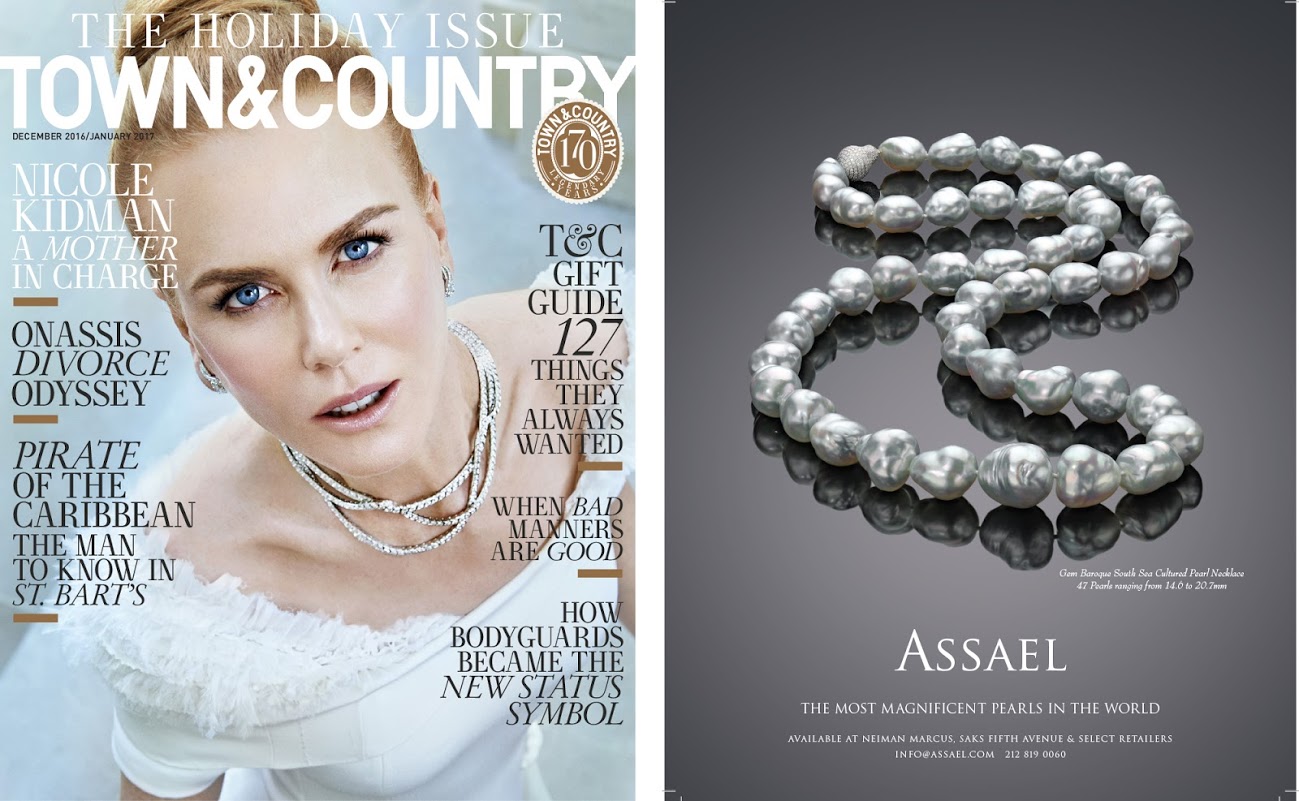 THE HOLIDAY ISSUE
TOWN&COUNTRY
DECEMBER 2016/JANUARY 2017
TOWN&COUNTRY
170
LEGENDARY
YEARS
NICOLE
KIDMAN
A MOTHER
IN CHARGE
ONASSIS
DIVORCE
ODYSSEY
PIRATE
OF THE
CARIBBEAN
THE MAN
TO KNOW IN
ST. BART'S
T&C
GIFT
GUIDE
127
THINGS
THEY
ALWAYS
WANTED
WHEN BAD
MANNERS
ARE GOOD
HOW
BODYGUARDS
BECAME THE
NEW STATUS
SYMBOL
Gem Baroque South Sea Cultured Pearl Necklace
47 Pearls ranging from 14.6 to 20.7mm
ASSAEL
THE MOST MAGNIFICENT PEARLS IN THE WORLD
AVAILABLE AT NEIMAN MARCUS, SAKS FIFTH AVENUE & SELECT RETAILERS
INFO@ASSAEL.COM 212 819 0060